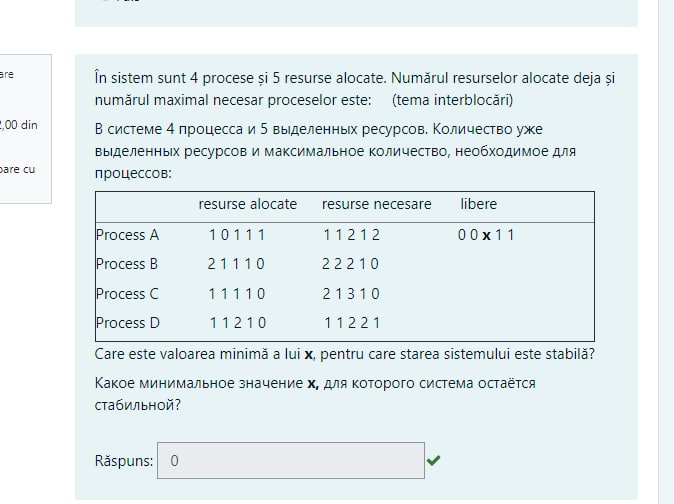 are
2,00 din
oare cu
În sistem sunt 4 procese și 5 resurse alocate. Numărul resurselor alocate deja și
numărul maximal necesar proceselor este: (tema interblocări)
В системе 4 процесса и 5 выделенных ресурсов. Количество уже
выделенных ресурсов и максимальное количество, необходимое для
процессов:
resurse alocate resurse necesare libere
Process A 1 0 1 1 1 1 1 2 1 2 0 0 x 1 1
Process B 2 1 1 1 0 2 2 2 1 0
Process C 1 1 1 1 0 2 1 3 1 0
Process D 1 1 2 1 0 1 1 2 2 1
Care este valoarea minimă a lui x, pentru care starea sistemului este stabilă?
Какое минимальное значение x, для которого система остаётся
стабильной?
Răspuns: 0